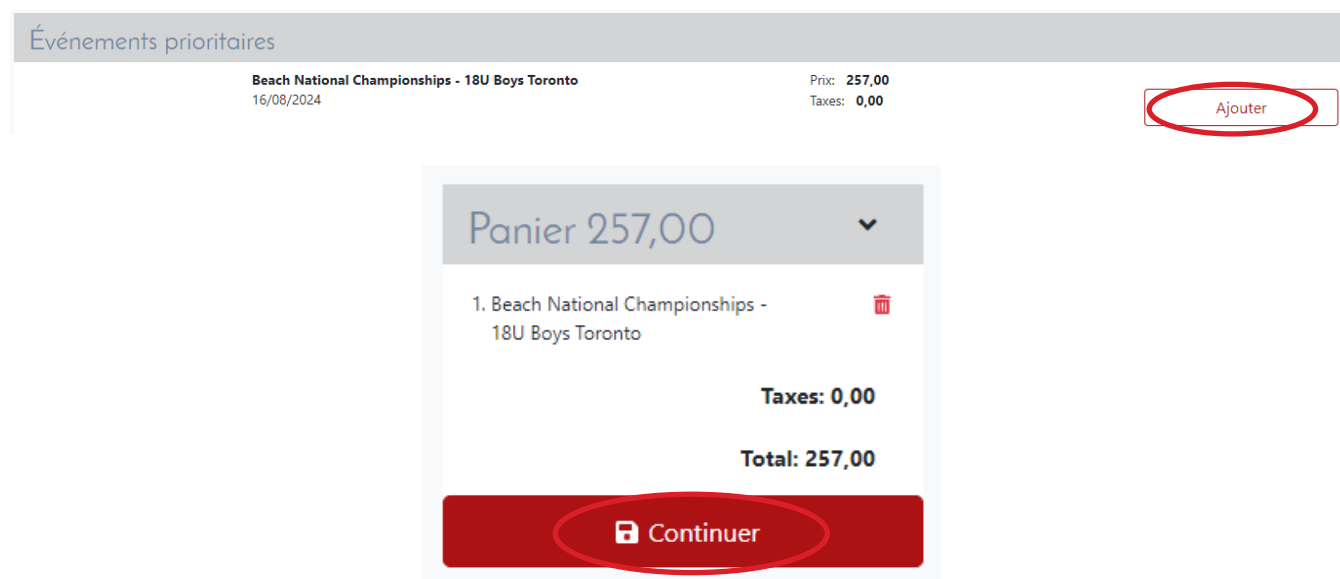 Événements prioritaires
Beach National Championships - 18U Boys Toronto
Prix: 257,00
16/08/2024
Taxes: 0,00
Ajouter
Panier 257,00
1. Beach National Championships -
18U Boys Toronto
Taxes: 0,00
Total: 257,00
Continuer